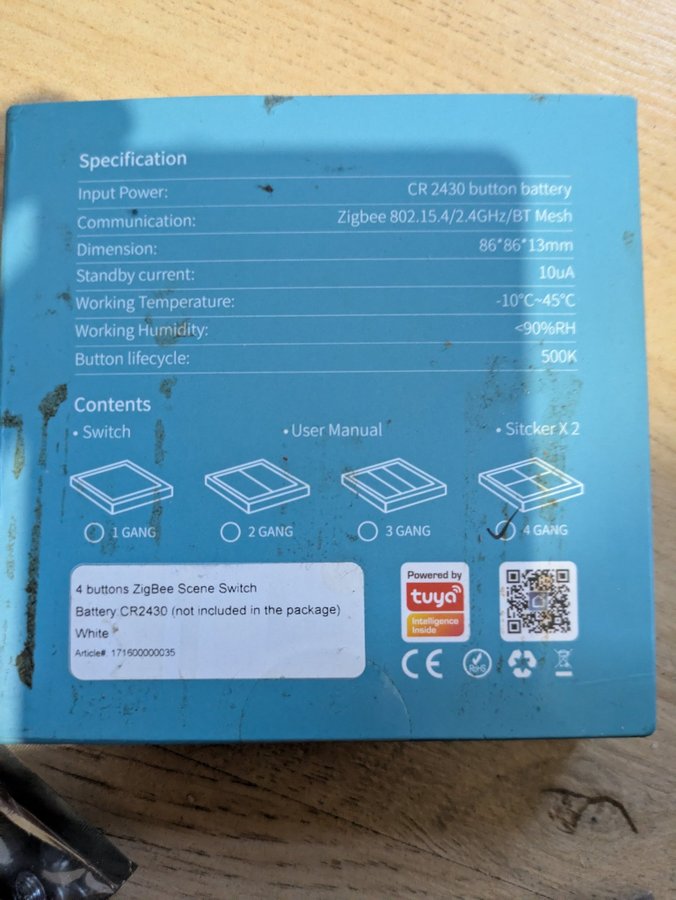 Specification
Input Power: CR 2430 button battery
Communication: Zigbee 802.15.4/2.4GHz/BT Mesh
Dimension: 86*86*13mm
Standby current: 10uA
Working Temperature: -10°C~45°C
Working Humidity: <90%RH
Button lifecycle: 500K
Contents
• Switch • User Manual • Sitcker X 2
1 GANG 2 GANG 3 GANG 4 GANG
4 buttons ZigBee Scene Switch
Battery CR2430 (not included in the package)
White
Article#: 171600000035
Powered by
tuya
Intelligence
Inside
CE RoHS